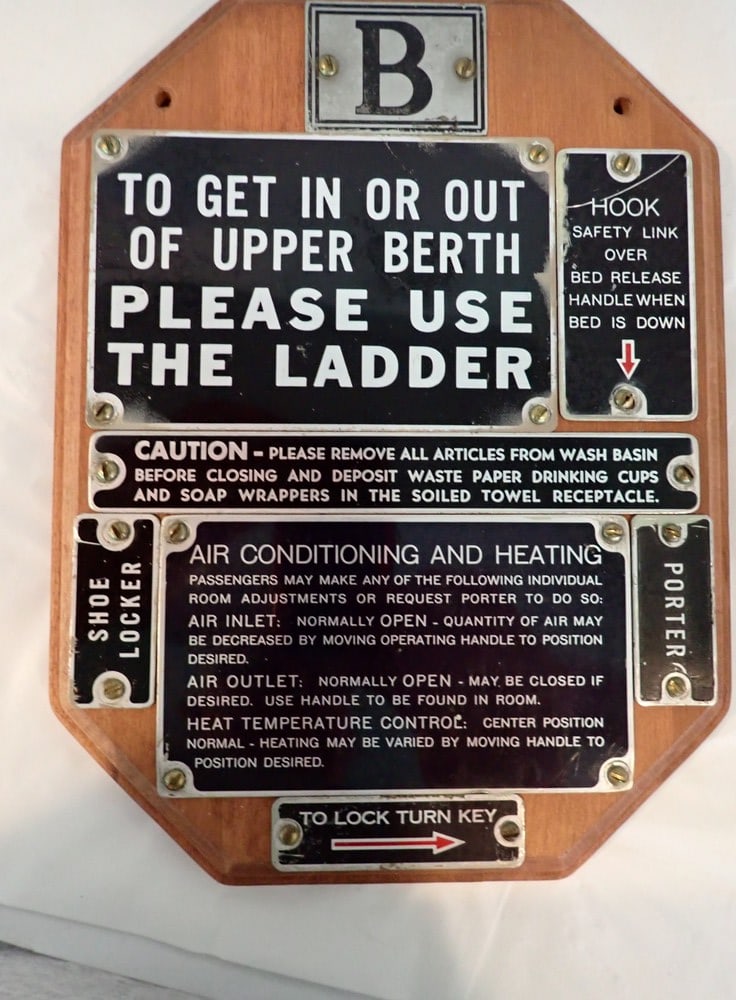 B
TO GET IN OR OUT
OF UPPER BERTH
PLEASE USE
THE LADDER
HOOK
SAFETY LINK
OVER
BED RELEASE
HANDLE WHEN
BED IS DOWN
CAUTION - PLEASE REMOVE ALL ARTICLES FROM WASH BASIN
BEFORE CLOSING AND DEPOSIT WASTE PAPER DRINKING CUPS
AND SOAP WRAPPERS IN THE SOILED TOWEL RECEPTACLE.
SHOE
LOCKER
AIR CONDITIONING AND HEATING
PASSENGERS MAY MAKE ANY OF THE FOLLOWING INDIVIDUAL
ROOM ADJUSTMENTS OR REQUEST PORTER TO DO SO:
AIR INLET: NORMALLY OPEN - QUANTITY OF AIR MAY
BE DECREASED BY MOVING OPERATING HANDLE TO POSITION
DESIRED.
AIR OUTLET: NORMALLY OPEN - MAY BE CLOSED IF
DESIRED. USE HANDLE TO BE FOUND IN ROOM.
HEAT TEMPERATURE CONTROL: CENTER POSITION
NORMAL - HEATING MAY BE VARIED BY MOVING HANDLE TO
POSITION DESIRED.
PORTER
TO LOCK TURN KEY